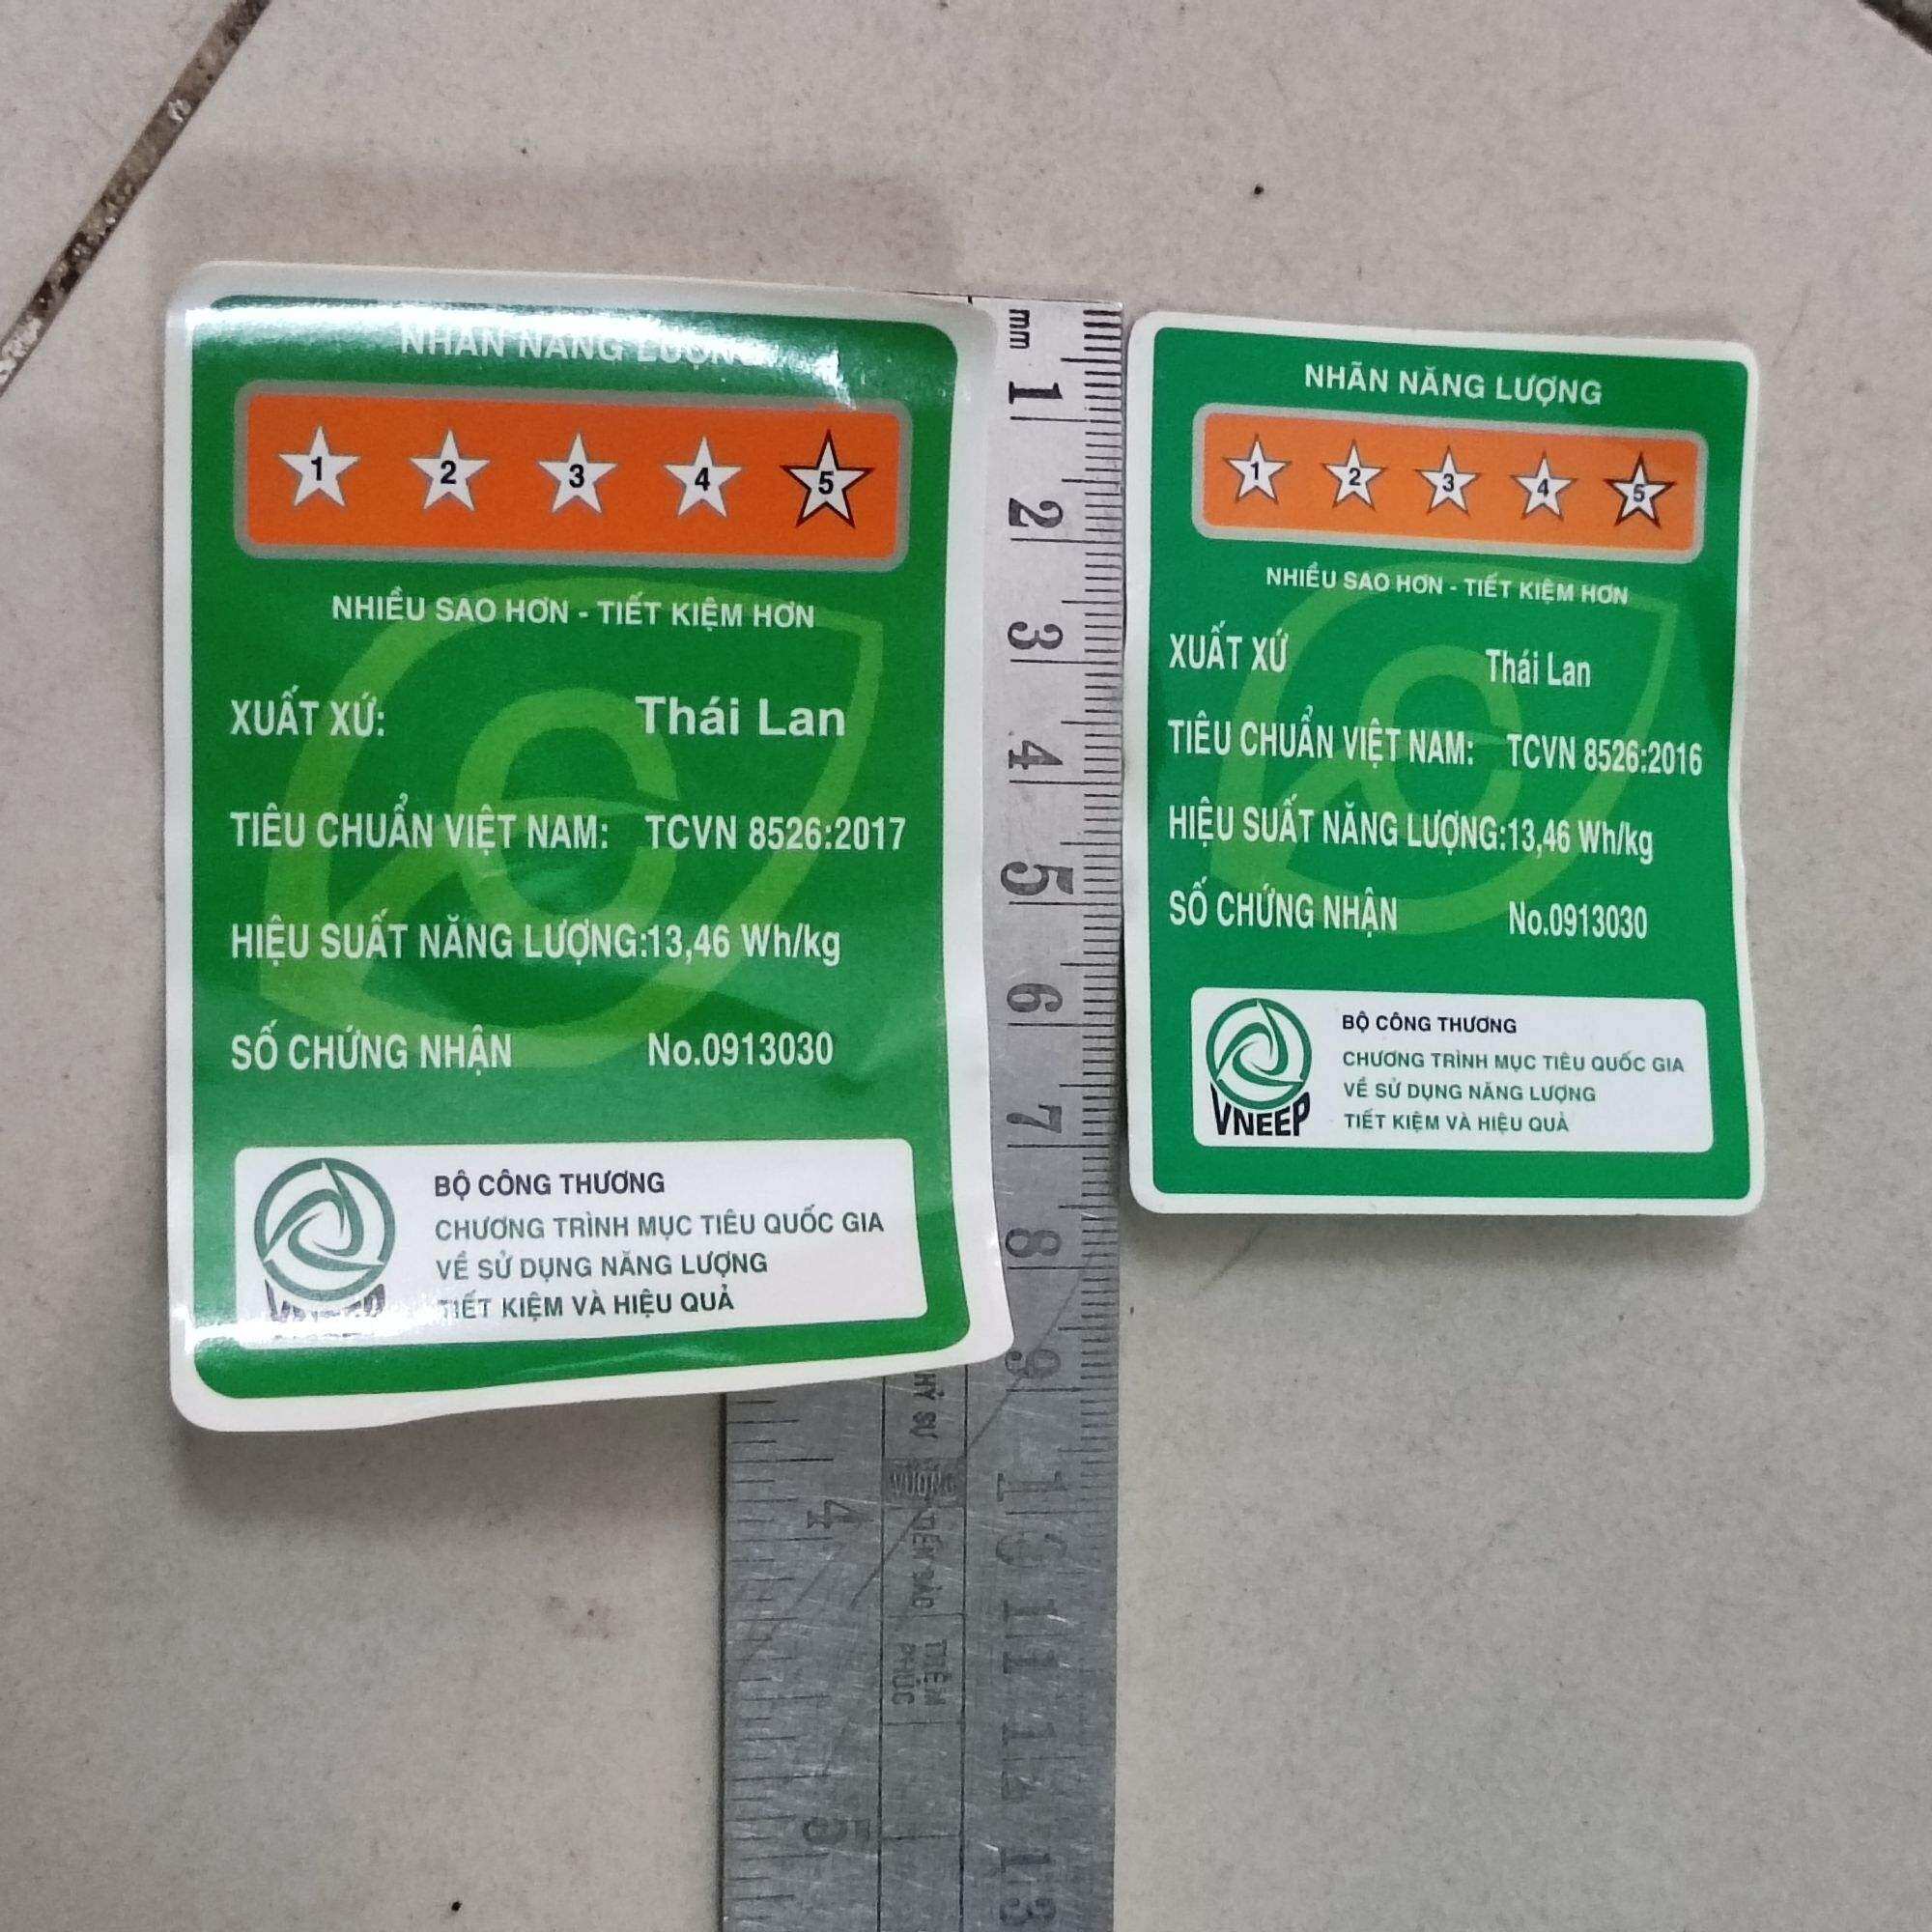 NHÃN NĂNG LƯỢNG
1 2 3 4 5
NHIỀU SAO HƠN - TIẾT KIỆM HƠN
XUẤT XỨ: Thái Lan
TIÊU CHUẨN VIỆT NAM: TCVN 8526:2017
HIỆU SUẤT NĂNG LƯỢNG:13,46 Wh/kg
SỐ CHỨNG NHẬN No.0913030
VNEEP
BỘ CÔNG THƯƠNG
CHƯƠNG TRÌNH MỤC TIÊU QUỐC GIA
VỀ SỬ DỤNG NĂNG LƯỢNG
TIẾT KIỆM VÀ HIỆU QUẢ
mm
1
2
3
4
5
6
7
8
9
10
11
12
13
4
5
TIỆM
PHÚC
NHÃN NĂNG LƯỢNG
1 2 3 4 5
NHIỀU SAO HƠN - TIẾT KIỆM HƠN
XUẤT XỨ Thái Lan
TIÊU CHUẨN VIỆT NAM: TCVN 8526:2016
HIỆU SUẤT NĂNG LƯỢNG:13,46 Wh/kg
SỐ CHỨNG NHẬN No.0913030
VNEEP
BỘ CÔNG THƯƠNG
CHƯƠNG TRÌNH MỤC TIÊU QUỐC GIA
VỀ SỬ DỤNG NĂNG LƯỢNG
TIẾT KIỆM VÀ HIỆU QUẢ